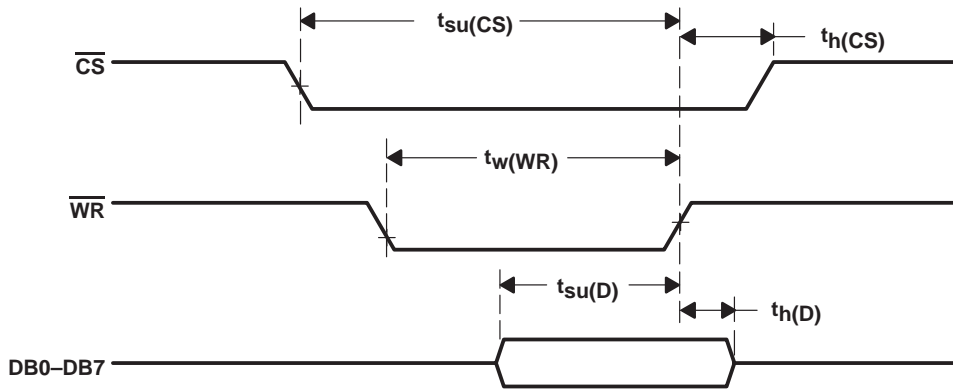 tsu(CS)
th(CS)
CS
tw(WR)
WR
tsu(D)
th(D)
DB0–DB7